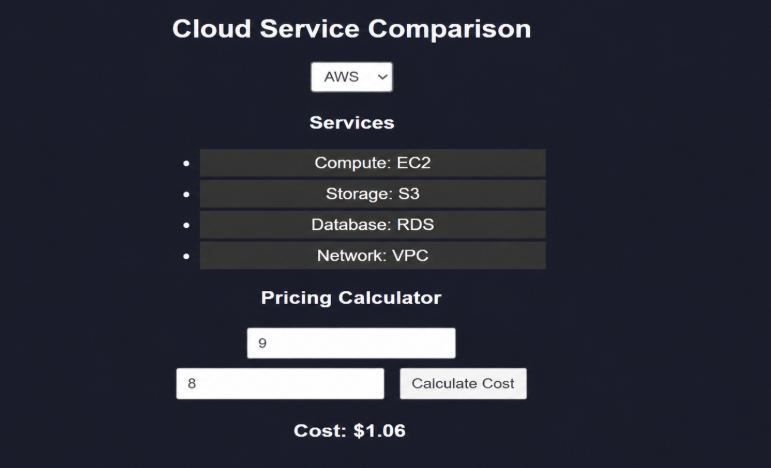 Cloud Service Comparison
AWS
Services
Compute: EC2
Storage: S3
Database: RDS
Network: VPC
Pricing Calculator
9
8 Calculate Cost
Cost: $1.06